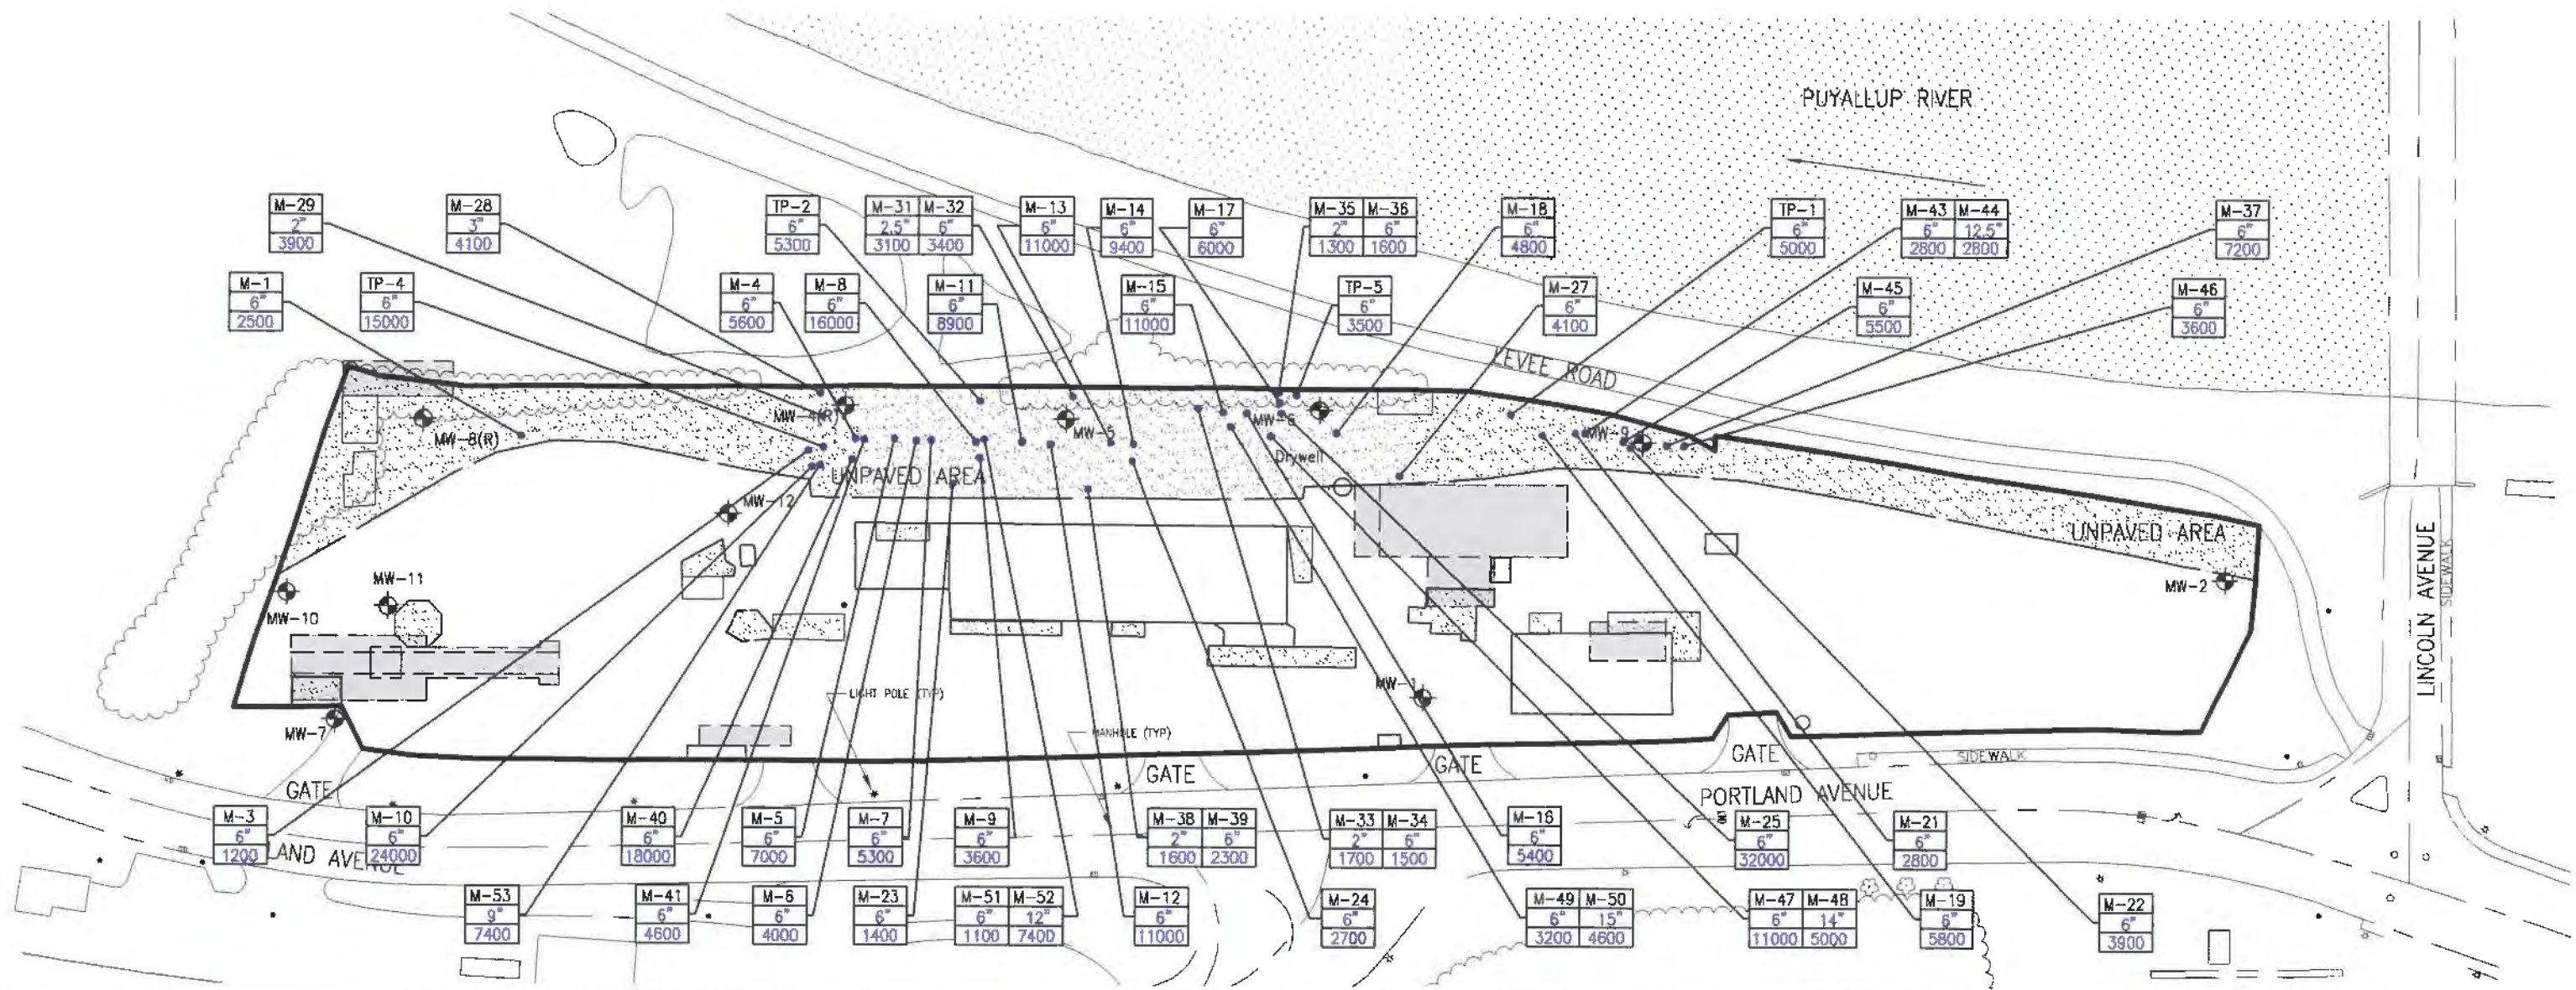 PUYALLUP RIVER
M-29
2"
3900
M-28
3"
4100
TP-2
6"
5300
M-31 M-32
2.5" 6"
3100 3400
M-13
6"
11000
M-14
6"
9400
M-17
6"
6000
M-35 M-36
2" 6"
1300 1600
M-18
6"
4800
TP-1
6"
5000
M-43 M-44
6" 12.5"
2800 2800
M-37
6"
7200
M-1
6"
2500
TP-4
6"
15000
M-4
6"
5600
M-8
6"
16000
M-11
6"
8900
M-15
6"
11000
TP-5
6"
3500
M-27
6"
4100
M-45
6"
5500
M-46
6"
3600
LEVEE ROAD
MW-4(R)
MW-8(R)
MW-5
MW-6
MW-9
Drywell
UNPAVED AREA
MW-12
UNPAVED AREA
MW-2
MW-11
MW-10
LINCOLN AVENUE
SIDEWALK
MW-1
LIGHT POLE (TYP)
MW-7
MANHOLE (TYP)
GATE
GATE
GATE
GATE
SIDEWALK
PORTLAND AVENUE
M-3
6"
1200
M-10
6"
24000
LAND AVENUE
M-40
6"
18000
M-5
6"
7000
M-7
6"
5300
M-9
6"
3600
M-38 M-39
2" 6"
1600 2300
M-33 M-34
2" 6"
1700 1500
M-16
6"
5400
M-25
6"
32000
M-21
6"
2800
M-53
9"
7400
M-41
6"
4600
M-6
6"
4000
M-23
6"
1400
M-51 M-52
6" 12"
1100 7400
M-12
6"
11000
M-24
6"
2700
M-49 M-50
6" 15"
3200 4600
M-47 M-48
6" 14"
11000 5000
M-19
6"
5800
M-22
6"
3900